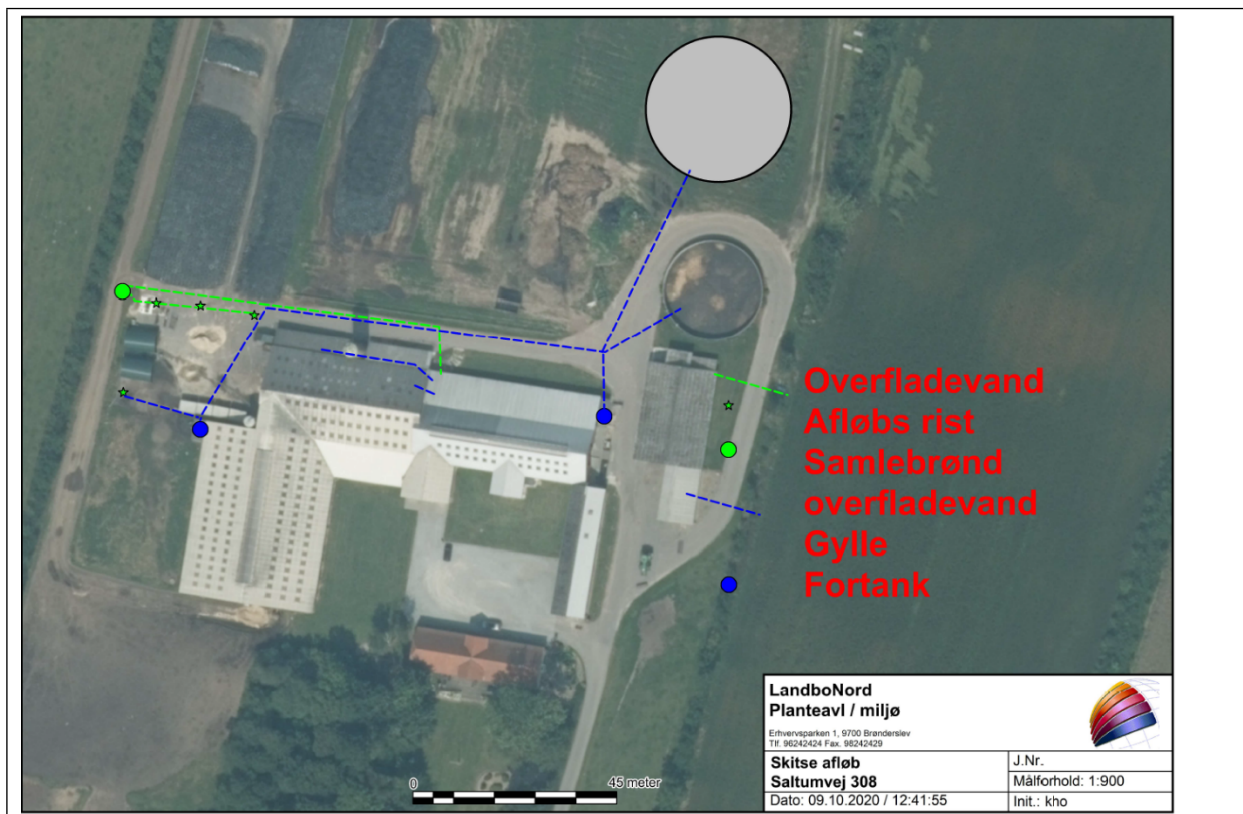 Overfladevand
Afløbs rist
Samlebrønd
overfladevand
Gylle
Fortank
0 45 meter
LandboNord
Planteavl / miljø
Erhvervsparken 1, 9700 Brønderslev
Tlf. 96242424 Fax. 98242429
Skitse afløb
Saltumvej 308
J.Nr.
Målforhold: 1:900
Dato: 09.10.2020 / 12:41:55
Init.: kho